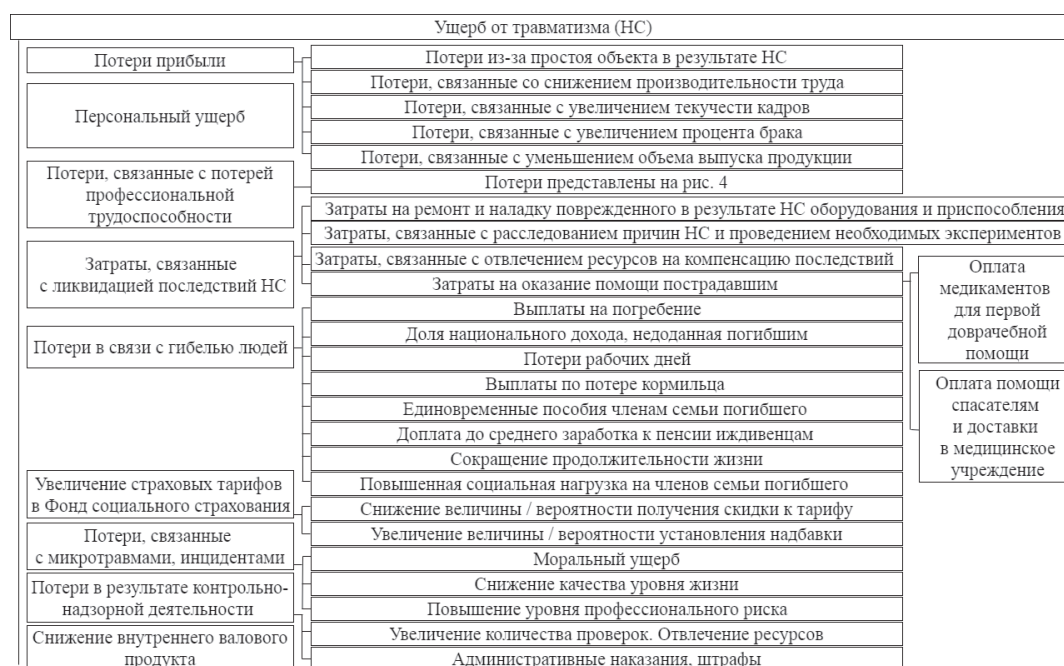 Ущерб от травматизма (НС)
Потери прибыли
Персональный ущерб
Потери, связанные с потерей
профессиональной
трудоспособности
Затраты, связанные
с ликвидацией последствий НС
Потери в связи с гибелью людей
Увеличение страховых тарифов
в Фонд социального страхования
Потери, связанные
с микротравмами, инцидентами
Потери в результате контрольно-
надзорной деятельности
Снижение внутреннего валового
продукта
Потери из-за простоя объекта в результате НС
Потери, связанные со снижением производительности труда
Потери, связанные с увеличением текучести кадров
Потери, связанные с увеличением процента брака
Потери, связанные с уменьшением объема выпуска продукции
Потери представлены на рис. 4
Затраты на ремонт и наладку поврежденного в результате НС оборудования и приспособления
Затраты, связанные с расследованием причин НС и проведением необходимых экспериментов
Затраты, связанные с отвлечением ресурсов на компенсацию последствий
Затраты на оказание помощи пострадавшим
Выплаты на погребение
Доля национального дохода, недоданная погибшим
Потери рабочих дней
Выплаты по потере кормильца
Единовременные пособия членам семьи погибшего
Доплата до среднего заработка к пенсии иждивенцам
Сокращение продолжительности жизни
Повышенная социальная нагрузка на членов семьи погибшего
Снижение величины / вероятности получения скидки к тарифу
Увеличение величины / вероятности установления надбавки
Моральный ущерб
Снижение качества уровня жизни
Повышение уровня профессионального риска
Увеличение количества проверок. Отвлечение ресурсов
Административные наказания, штрафы
Оплата
медикаментов
для первой
доврачебной
помощи
Оплата помощи
спасателям
и доставки
в медицинское
учреждение